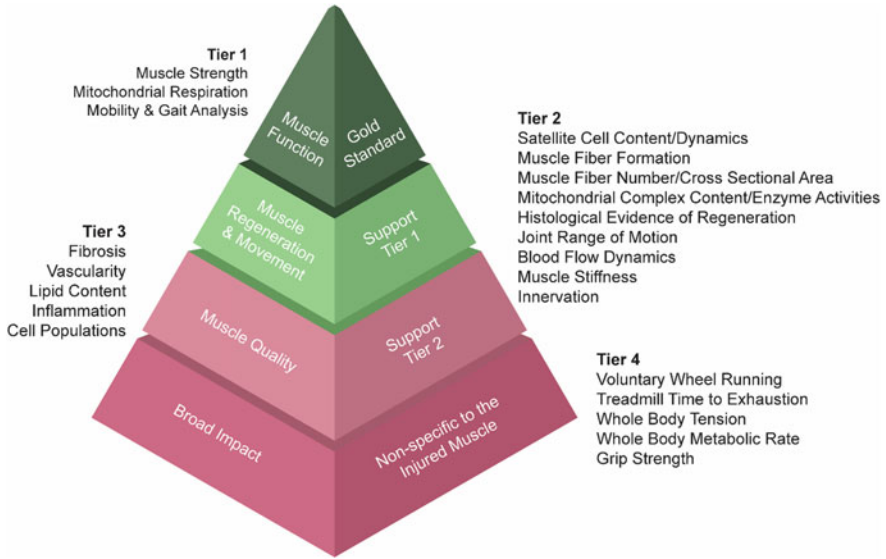 Tier 1
Muscle Strength
Mitochondrial Respiration
Mobility & Gait Analysis
Muscle
Function
Gold
Standard
Tier 2
Satellite Cell Content/Dynamics
Muscle Fiber Formation
Muscle Fiber Number/Cross Sectional Area
Mitochondrial Complex Content/Enzyme Activities
Histological Evidence of Regeneration
Joint Range of Motion
Blood Flow Dynamics
Muscle Stiffness
Innervation
Muscle
Regeneration
& Movement
Support
Tier 1
Tier 3
Fibrosis
Vascularity
Lipid Content
Inflammation
Cell Populations
Muscle Quality
Support
Tier 2
Tier 4
Voluntary Wheel Running
Treadmill Time to Exhaustion
Whole Body Tension
Whole Body Metabolic Rate
Grip Strength
Broad Impact
Non-specific to the
Injured Muscle